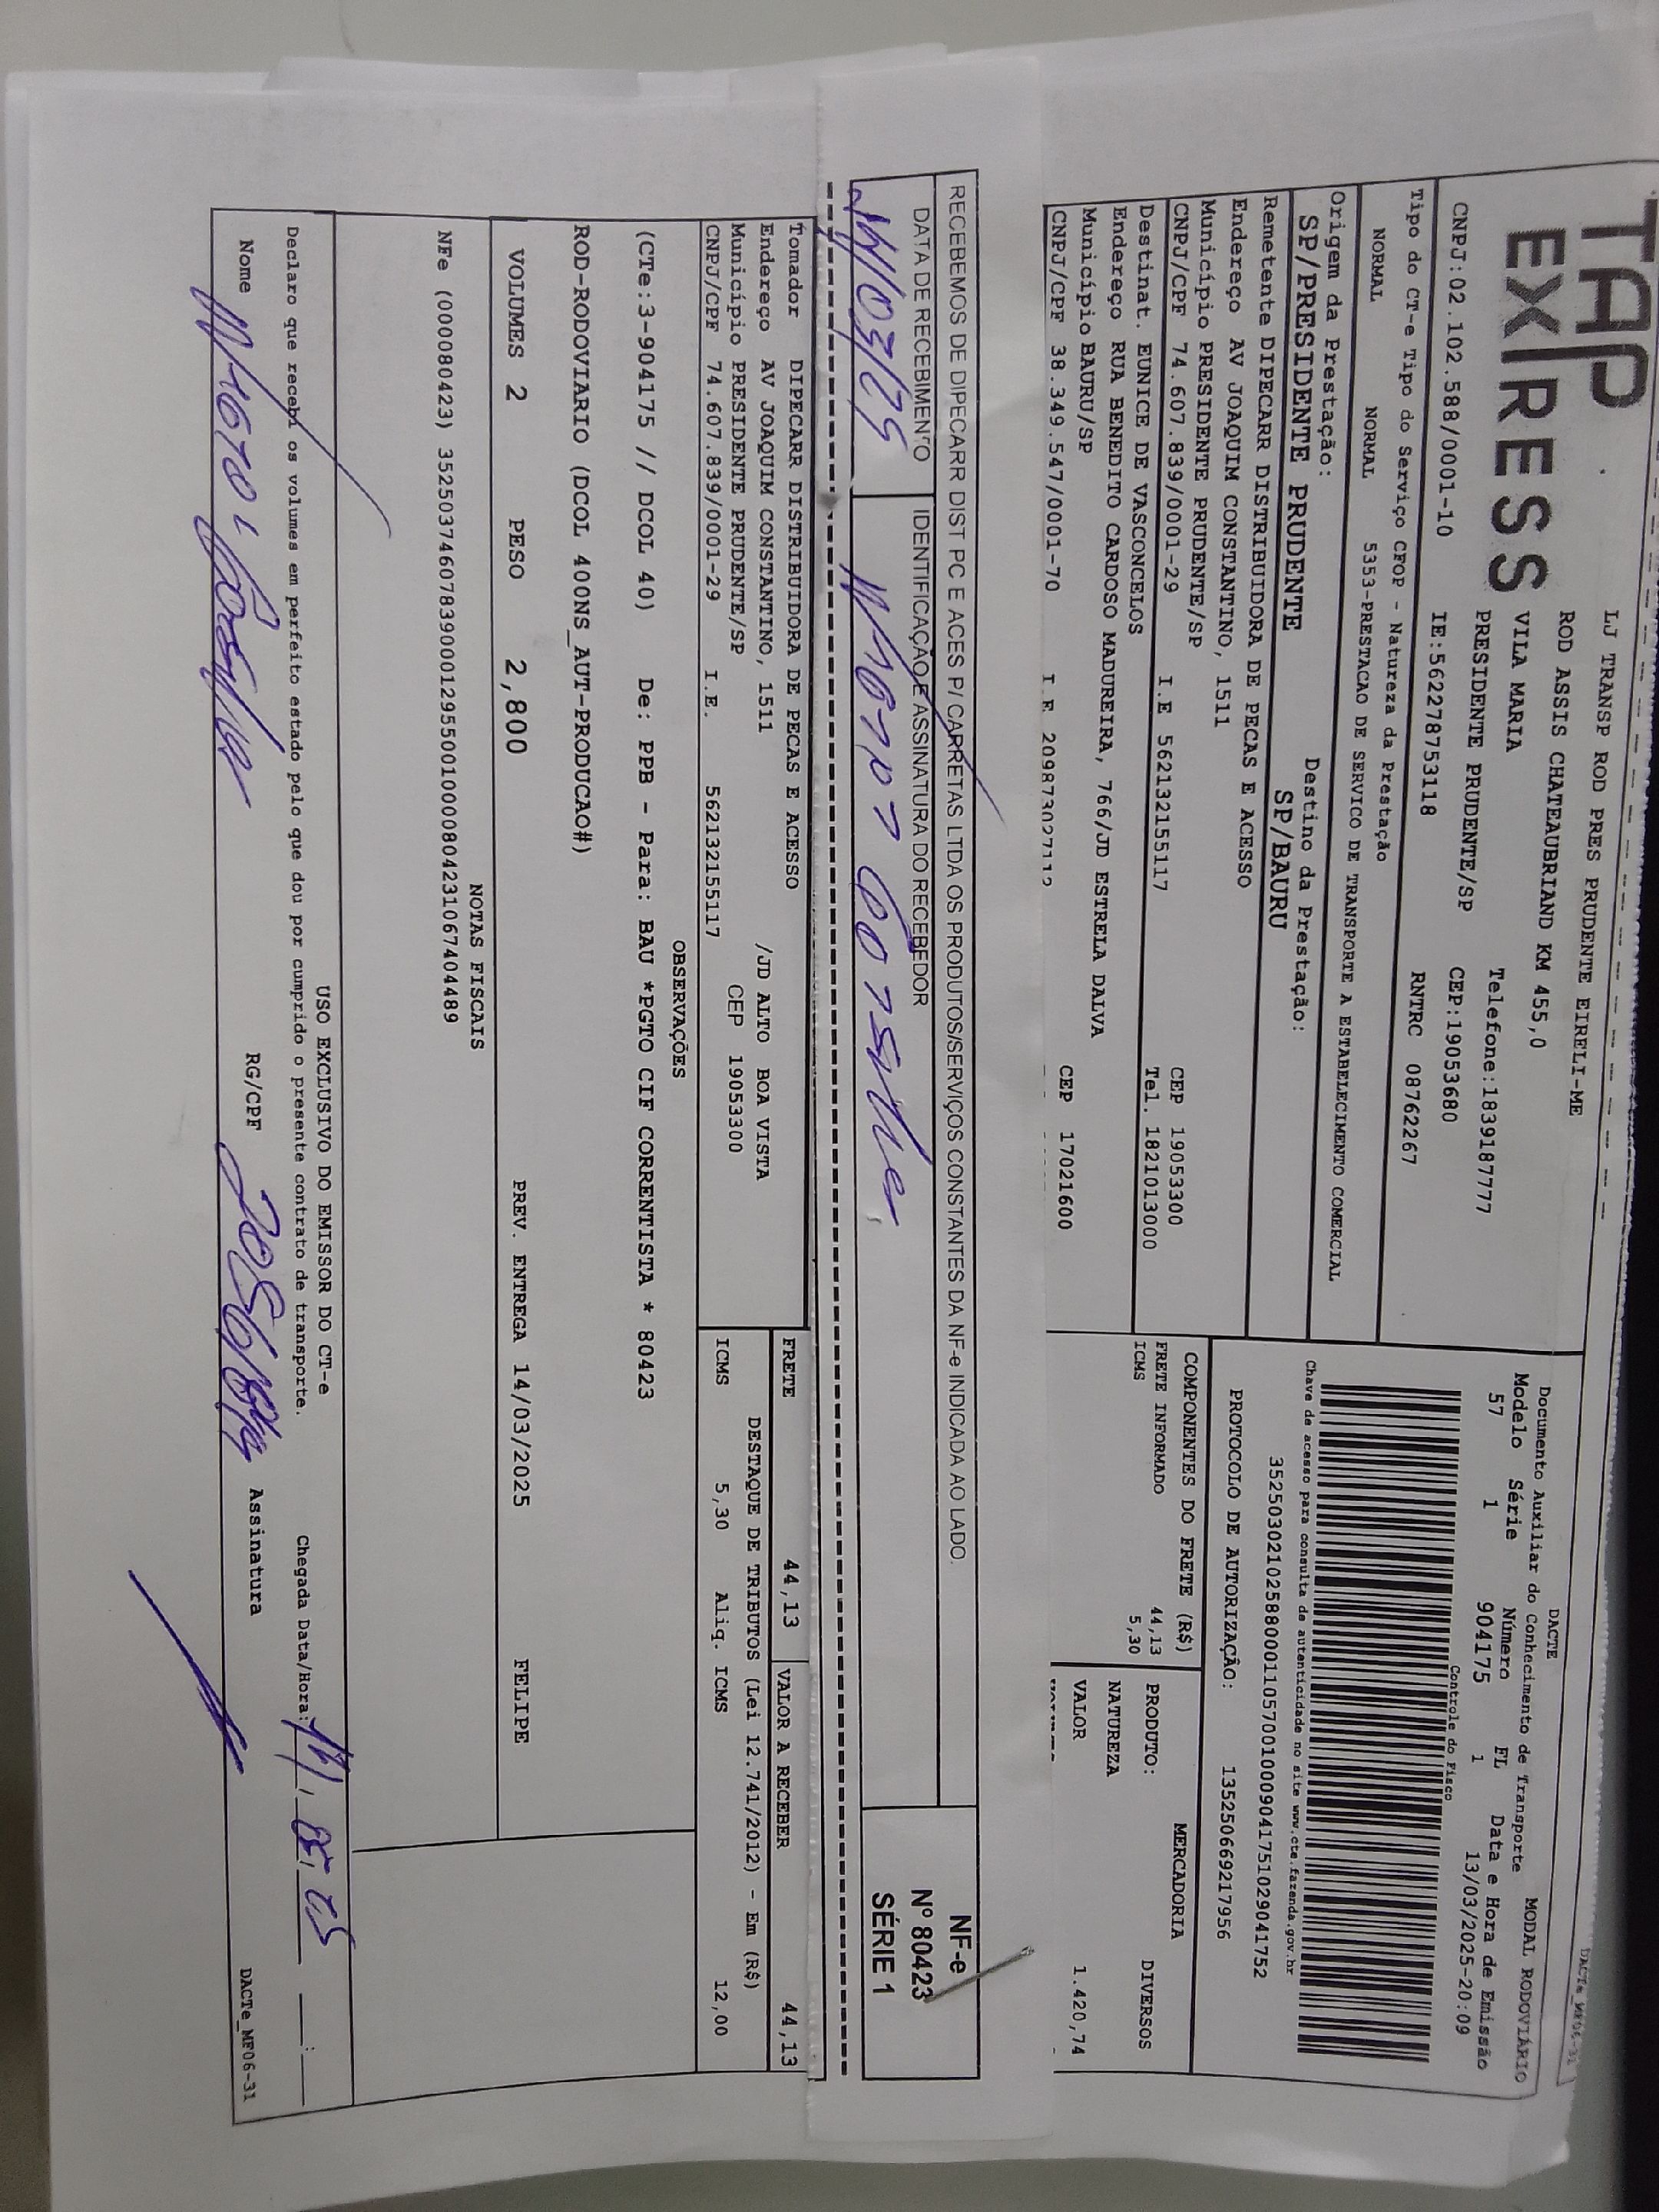 DACTe_MF06-31
TAP
EXPRESS
LJ TRANSP ROD PRES PRUDENTE EIRELI-ME
ROD ASSIS CHATEAUBRIAND KM 455,0
VILA MARIA Telefone:1839187777
PRESIDENTE PRUDENTE/SP CEP:19053680
CNPJ:02.102.588/0001-10 IE:562278753118 RNTRC 08762267
DACTE MODAL RODOVIÁRIO
Documento Auxiliar do Conhecimento de Transporte
Modelo Série Número FL Data e Hora de Emissão
57 1 904175 1 13/03/2025-20:09
Controle do Fisco
Tipo do CT-e Tipo do Serviço CFOP - Natureza da Prestação
NORMAL NORMAL 5353-PRESTACAO DE SERVICO DE TRANSPORTE A ESTABELECIMENTO COMERCIAL
Chave de acesso para consulta de autenticidade no site www.cte.fazenda.gov.br
35250302102588000110570010009041751029041752
Origem da Prestação: Destino da Prestação:
SP/PRESIDENTE PRUDENTE SP/BAURU
PROTOCOLO DE AUTORIZAÇÃO: 135250669217956
Remetente DIPECARR DISTRIBUIDORA DE PECAS E ACESSO
Endereço AV JOAQUIM CONSTANTINO, 1511
Município PRESIDENTE PRUDENTE/SP CEP 19053300
CNPJ/CPF 74.607.839/0001-29 I.E 562132155117 Tel. 1821013000
Destinat. EUNICE DE VASCONCELOS
Endereço RUA BENEDITO CARDOSO MADUREIRA, 766/JD ESTRELA DALVA
Município BAURU/SP CEP 17021600
CNPJ/CPF 38.349.547/0001-70 I.E 209873027112
COMPONENTES DO FRETE (R$)
FRETE INFORMADO 44,13
ICMS 5,30
MERCADORIA
PRODUTO: DIVERSOS
NATUREZA
VALOR 1.420,74
RECEBEMOS DE DIPECARR DIST PC E ACES P/ CARRETAS LTDA OS PRODUTOS/SERVIÇOS CONSTANTES DA NF-e INDICADA AO LADO.
DATA DE RECEBIMENTO IDENTIFICAÇÃO E ASSINATURA DO RECEBEDOR
14/03/25
NF-e
Nº 80423
SÉRIE 1
Tomador DIPECARR DISTRIBUIDORA DE PECAS E ACESSO
Endereço AV JOAQUIM CONSTANTINO, 1511 /JD ALTO BOA VISTA
Município PRESIDENTE PRUDENTE/SP CEP 19053300
CNPJ/CPF 74.607.839/0001-29 I.E. 562132155117
FRETE 44,13 VALOR A RECEBER 44,13
DESTAQUE DE TRIBUTOS (Lei 12.741/2012) - Em (R$)
ICMS 5,30 Aliq. ICMS 12,00
OBSERVAÇÕES
(CTe:3-904175 // DCOL 40) De: PPB - Para: BAU *PGTO CIF CORRENTISTA * 80423
ROD-RODOVIARIO (DCOL 400NS_AUT-PRODUCAO#)
VOLUMES 2 PESO 2,800 PREV. ENTREGA 14/03/2025 FELIPE
NOTAS FISCAIS
NFe (000080423) 35250374607839000129550010000804231067404489
USO EXCLUSIVO DO EMISSOR DO CT-e
Declaro que recebi os volumes em perfeito estado pelo que dou por cumprido o presente contrato de transporte.
Chegada Data/Hora:
Nome RG/CPF Assinatura
DACTe_MF06-31